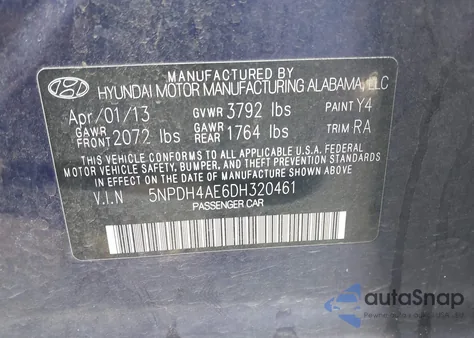 MANUFACTURED BY
HYUNDAI MOTOR MANUFACTURING ALABAMA, LLC
Apr/01/13 GVWR 3792 lbs PAINT Y4
GAWR FRONT 2072 lbs GAWR REAR 1764 lbs TRIM RA
THIS VEHICLE CONFORMS TO ALL APPLICABLE U.S.A. FEDERAL
MOTOR VEHICLE SAFETY, BUMPER, AND THEFT PREVENTION
STANDARDS IN EFFECT ON THE DATE OF MANUFACTURE SHOWN ABOVE
V.I.N 5NPDH4AE6DH320461
PASSENGER CAR
autoSnap